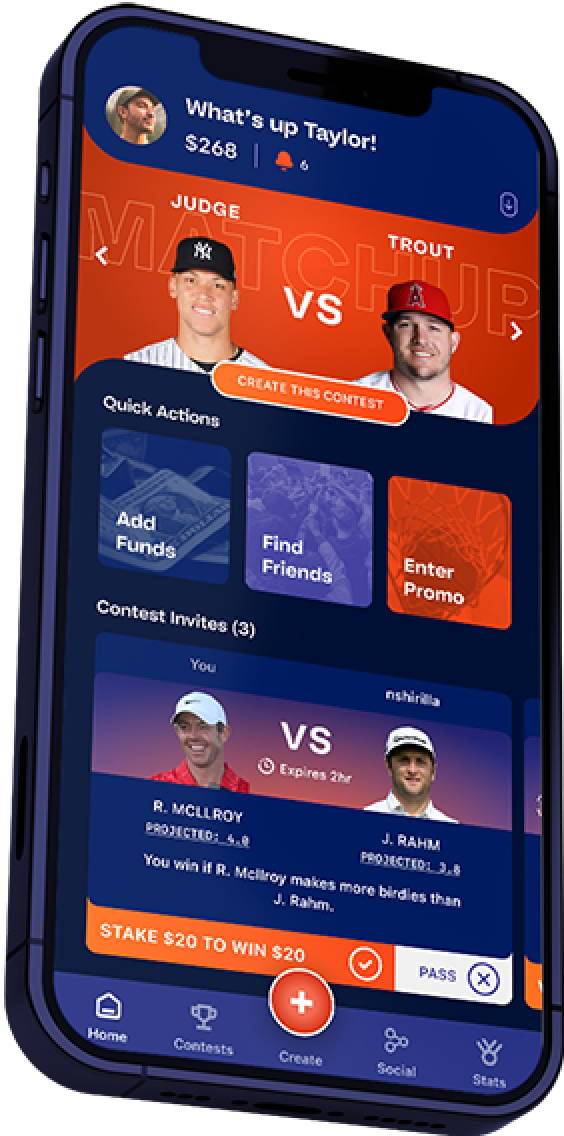 What's up Taylor!
$268 | 6
MATCHUP
JUDGE
TROUT
VS
CREATE THIS CONTEST
Quick Actions
Add
Funds
Find
Friends
Enter
Promo
Contest Invites (3)
You
nshirilla
VS
Expires 2hr
R. MCLLROY
PROJECTED: 4.0
J. RAHM
PROJECTED: 3.8
You win if R. Mcllroy makes more birdies than
J. Rahm.
STAKE $20 TO WIN $20
PASS
Home
Contests
Create
Social
Stats